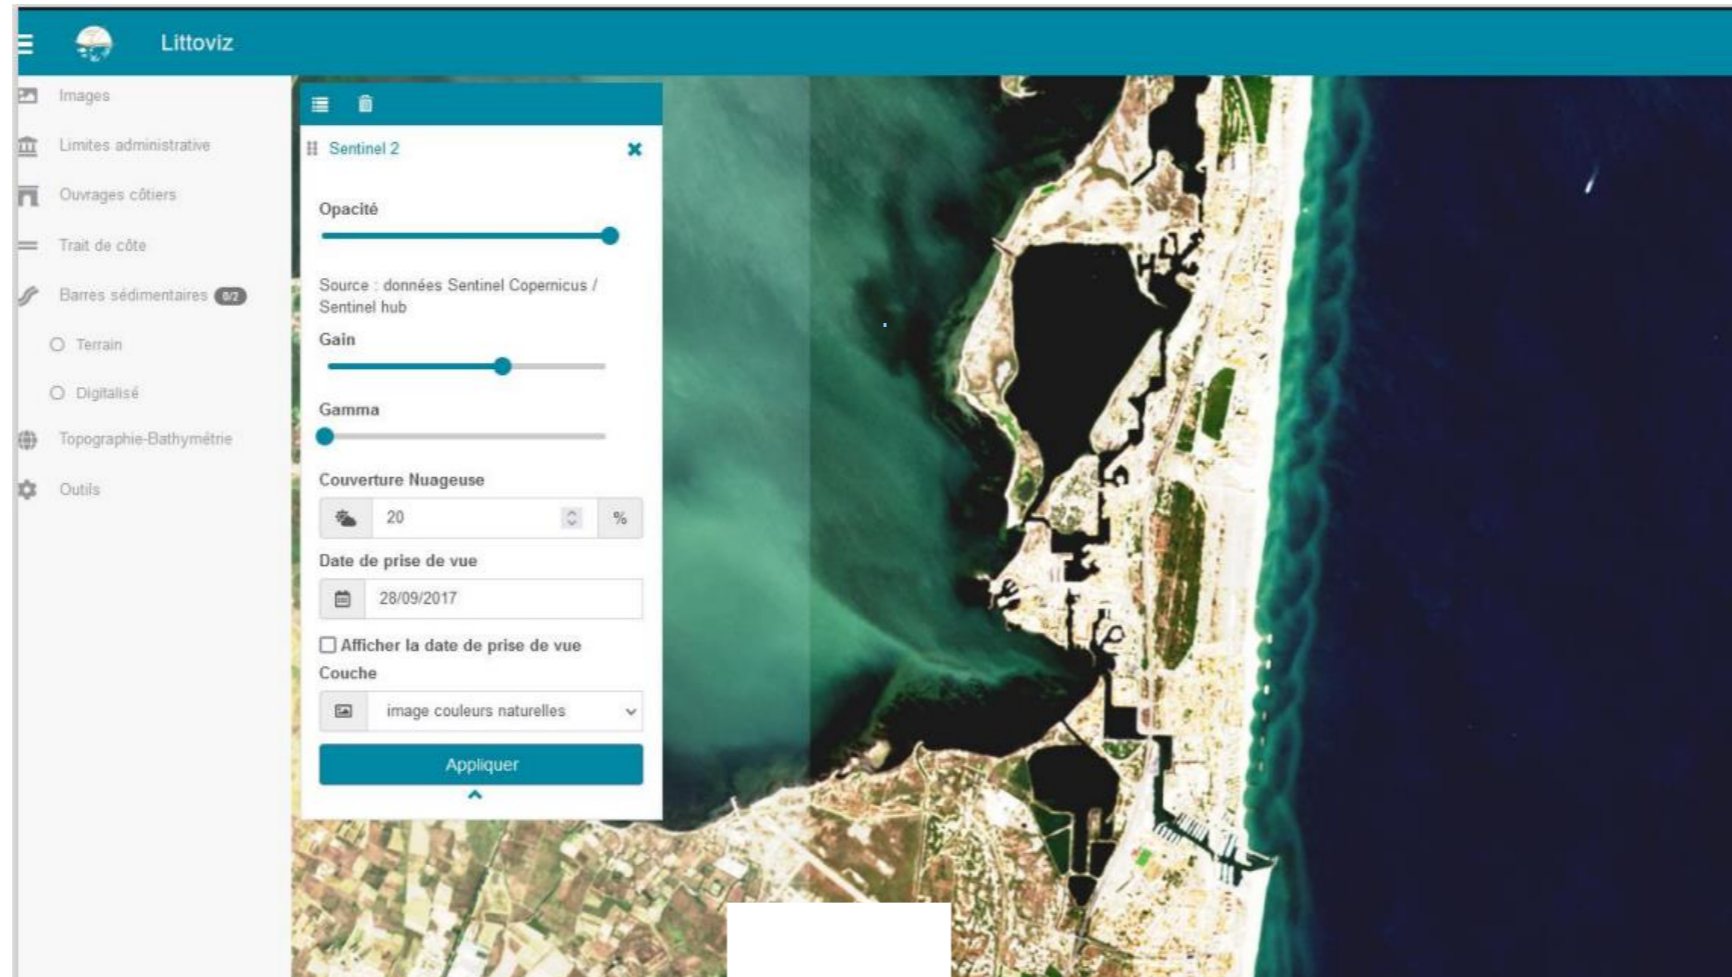 Littoviz
Images
Limites administrative
Ouvrages côtiers
Trait de côte
Barres sédimentaires 0/2
Terrain
Digitalisé
Topographie-Bathymétrie
Outils
Sentinel 2
Opacité
Source : données Sentinel Copernicus /
Sentinel hub
Gain
Gamma
Couverture Nuageuse
20 %
Date de prise de vue
28/09/2017
Afficher la date de prise de vue
Couche
image couleurs naturelles
Appliquer